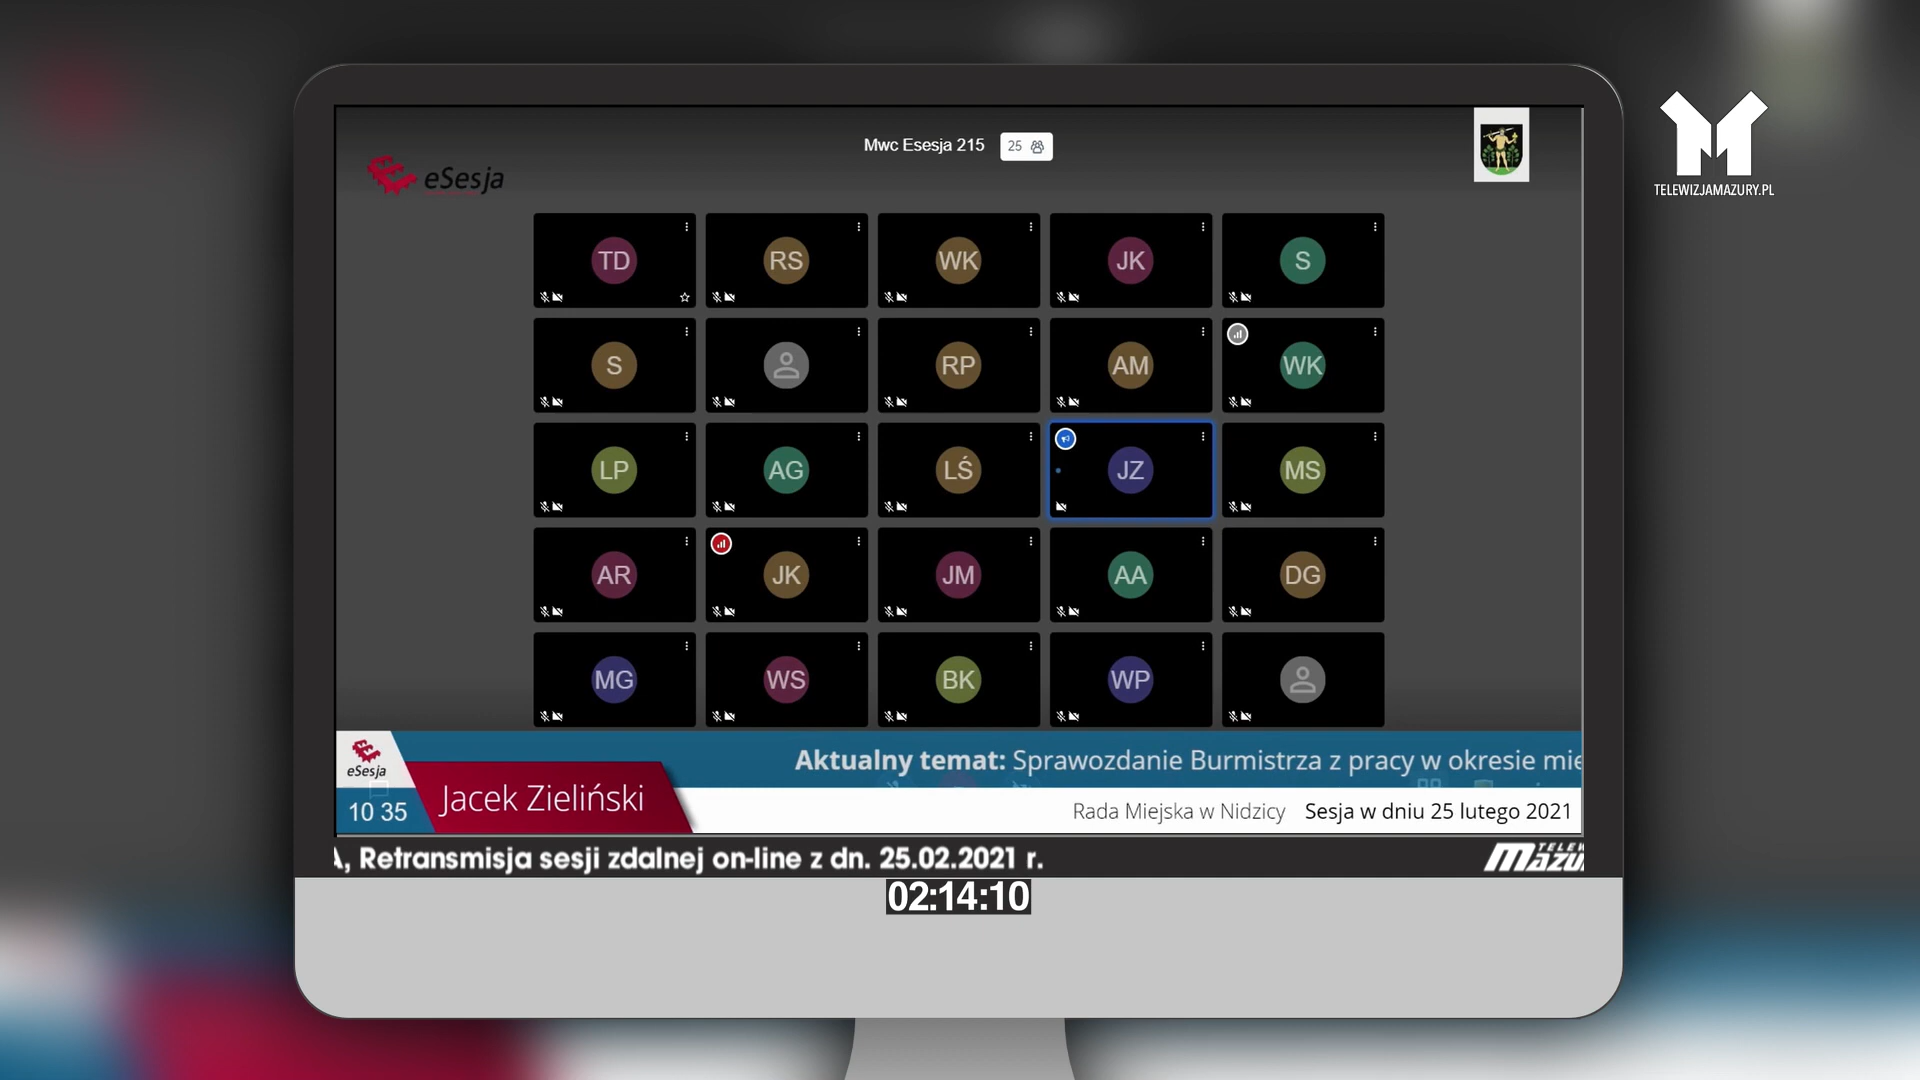 Mwc Esesja 215
25
eSesja
TELEWIZJAMAZURY.PL
TD
RS
WK
JK
S
S
RP
AM
WK
LP
AG
LŚ
JZ
MS
AR
JK
JM
AA
DG
MG
WS
BK
WP
Aktualny temat: Sprawozdanie Burmistrza z pracy w okresie mie
eSesja
10 35
Jacek Zieliński
Rada Miejska w Nidzicy
Sesja w dniu 25 lutego 2021
A, Retransmisja sesji zdalnej on-line z dn. 25.02.2021 r.
TELEW
MAZU
02:14:10